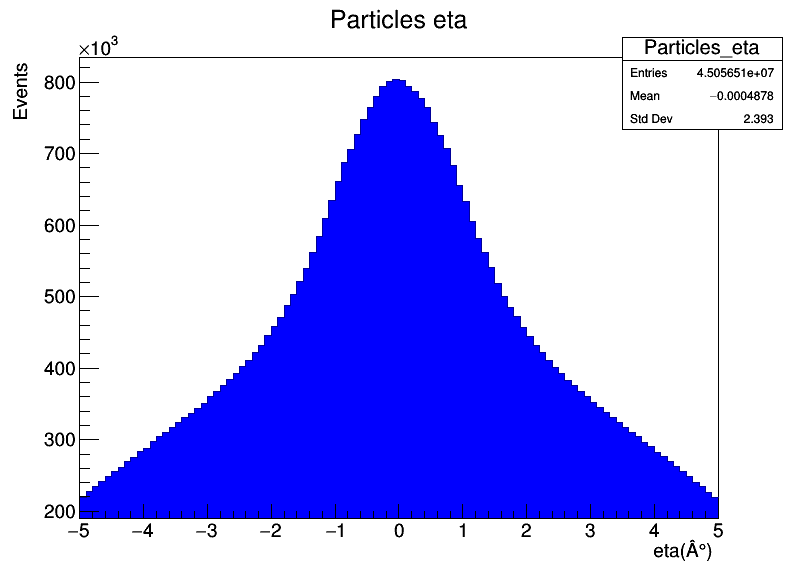 Particles eta
×10³
Particles_eta
Entries 4.505651e+07
Mean −0.0004878
Std Dev 2.393
Events
800
700
600
500
400
300
200
−5 −4 −3 −2 −1 0 1 2 3 4 5
eta(Â°)